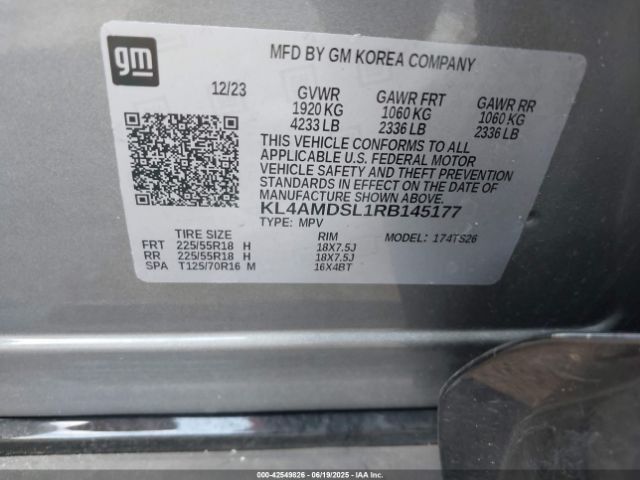 gm
MFD BY GM KOREA COMPANY
12/23
GVWR GAWR FRT GAWR RR
1920 KG 1060 KG 1060 KG
4233 LB 2336 LB 2336 LB
THIS VEHICLE CONFORMS TO ALL
APPLICABLE U.S. FEDERAL MOTOR
VEHICLE SAFETY AND THEFT PREVENTION
STANDARDS IN EFFECT ON THE DATE OF
MANUFACTURE SHOWN ABOVE.
KL4AMDSL1RB145177
TYPE: MPV
TIRE SIZE RIM MODEL: 174TS26
FRT 225/55R18 H 18X7.5J
RR 225/55R18 H 18X7.5J
SPA T125/70R16 M 16X4BT
000-42549826 - 06/19/2025 - IAAI.COM